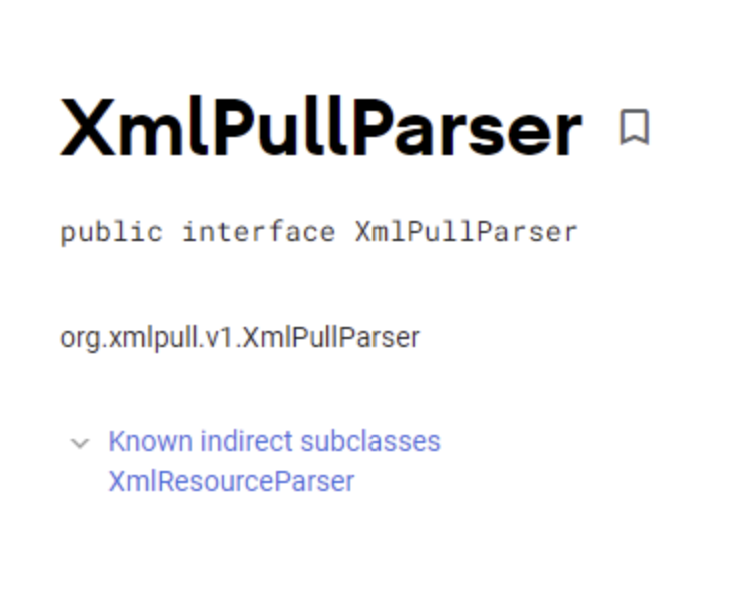 XmlPullParser
public interface XmlPullParser
org.xmlpull.v1.XmlPullParser
Known indirect subclasses
XmlResourceParser